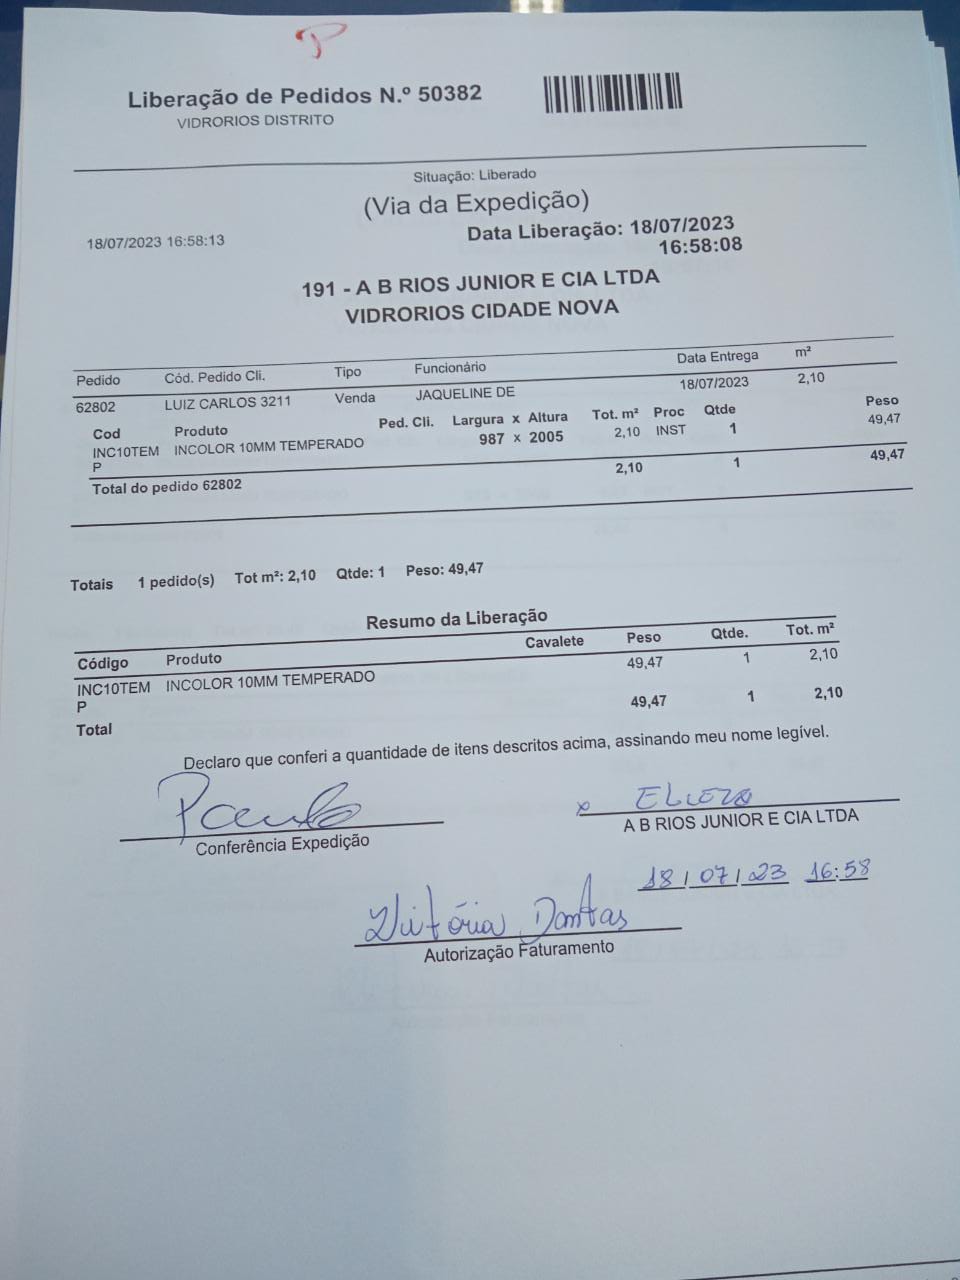 P
Liberação de Pedidos N.º 50382
VIDRORIOS DISTRITO
Situação: Liberado
(Via da Expedição)
18/07/2023 16:58:13
Data Liberação: 18/07/2023
16:58:08
191 - A B RIOS JUNIOR E CIA LTDA
VIDRORIOS CIDADE NOVA
Pedido Cód. Pedido Cli. Tipo Funcionário Data Entrega m²
62802 LUIZ CARLOS 3211 Venda JAQUELINE DE 18/07/2023 2,10
Cod Produto Ped. Cli. Largura x Altura Tot. m² Proc Qtde Peso
INC10TEM INCOLOR 10MM TEMPERADO 987 x 2005 2,10 INST 1 49,47
P
Total do pedido 62802 2,10 1 49,47
Totais 1 pedido(s) Tot m²: 2,10 Qtde: 1 Peso: 49,47
Resumo da Liberação
Código Produto Cavalete Peso Qtde. Tot. m²
INC10TEM INCOLOR 10MM TEMPERADO 49,47 1 2,10
P
Total 49,47 1 2,10
Declaro que conferi a quantidade de itens descritos acima, assinando meu nome legível.
Paulo x
Conferência Expedição A B RIOS JUNIOR E CIA LTDA
18/07/23 16:58
Vitória Dantas
Autorização Faturamento